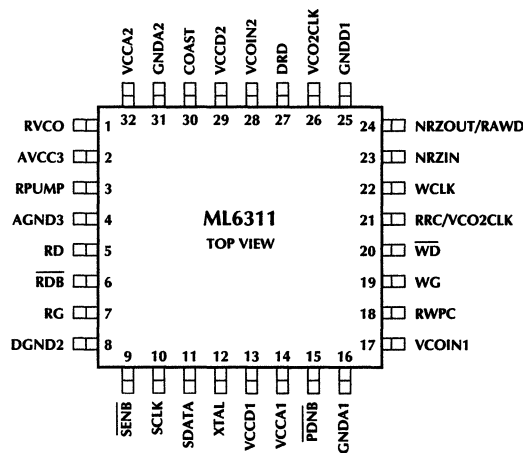 VCCA2
GNDA2
COAST
VCCD2
VCOIN2
DRD
VCO2CLK
GNDD1
32 31 30 29 28 27 26 25
RVCO 1
AVCC3 2
RPUMP 3
AGND3 4
RD 5
RDB 6
RG 7
DGND2 8
ML6311
TOP VIEW
24 NRZOUT/RAWD
23 NRZIN
22 WCLK
21 RRC/VCO2CLK
20 WD
19 WG
18 RWPC
17 VCOIN1
9 10 11 12 13 14 15 16
SENB
SCLK
SDATA
XTAL
VCCD1
VCCA1
PDNB
GNDA1